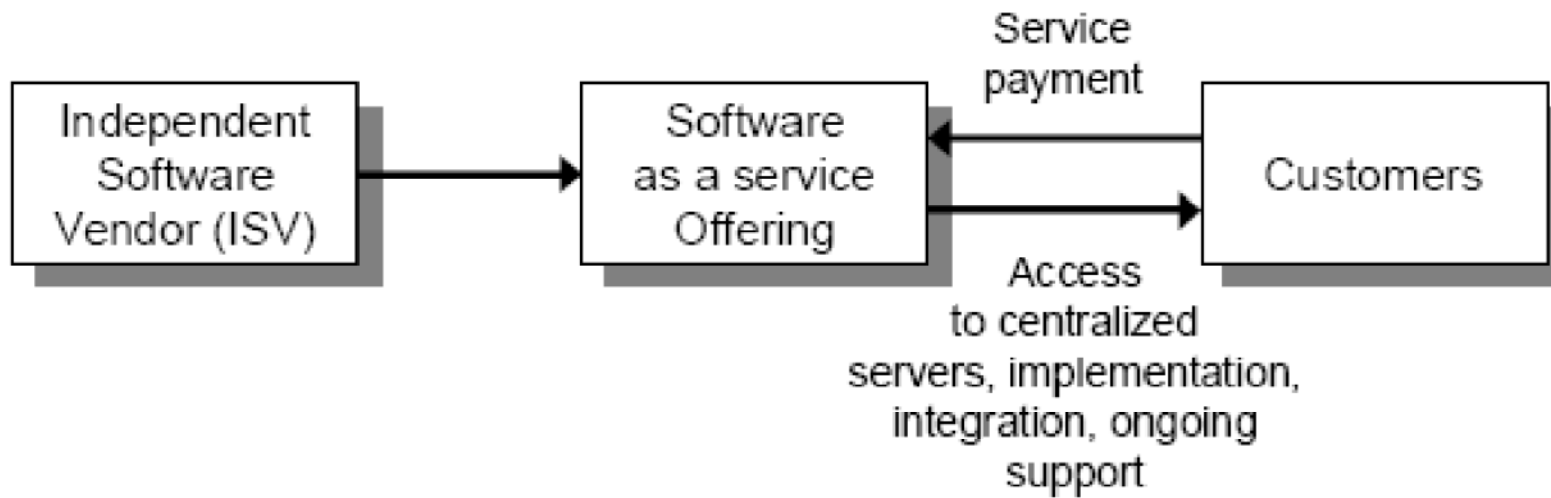 Independent
Software
Vendor (ISV)
Software
as a service
Offering
Service
payment
Customers
Access
to centralized
servers, implementation,
integration, ongoing
support